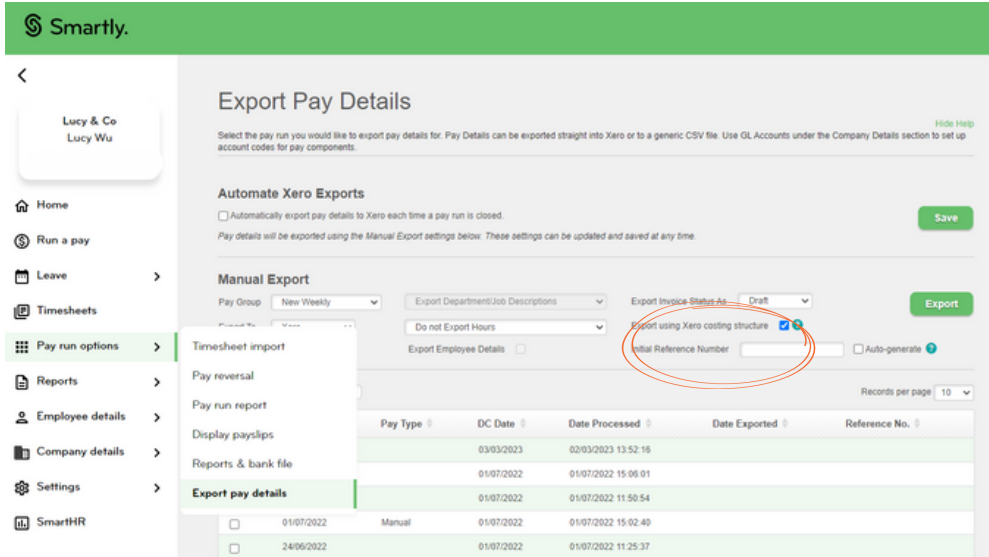 Smartly.
Lucy & Co
Lucy Wu
Home
Run a pay
Leave
Timesheets
Pay run options
Reports
Employee details
Company details
Settings
SmartHR
Timesheet import
Pay reversal
Pay run report
Display payslips
Reports & bank file
Export pay details
Export Pay Details
Hide Help
Select the pay run you would like to export pay details for. Pay Details can be exported straight into Xero or to a generic CSV file. Use GL Accounts under the Company Details section to set up
account codes for pay components.
Automate Xero Exports
Automatically export pay details to Xero each time a pay run is closed.
Save
Pay details will be exported using the Manual Export settings below. These settings can be updated and saved at any time.
Manual Export
Pay Group New Weekly Export Department/Job Descriptions Export Invoice Status As Draft Export
Export To Xero Do not Export Hours Export using Xero costing structure ?
Export Employee Details Initial Reference Number Auto-generate ?
Records per page 10
Pay Type DC Date Date Processed Date Exported Reference No.
03/03/2023 02/03/2023 13:52:16
01/07/2022 01/07/2022 15:06:01
01/07/2022 01/07/2022 11:50:54
01/07/2022 Manual 01/07/2022 01/07/2022 15:02:40
24/06/2022 01/07/2022 01/07/2022 11:25:37